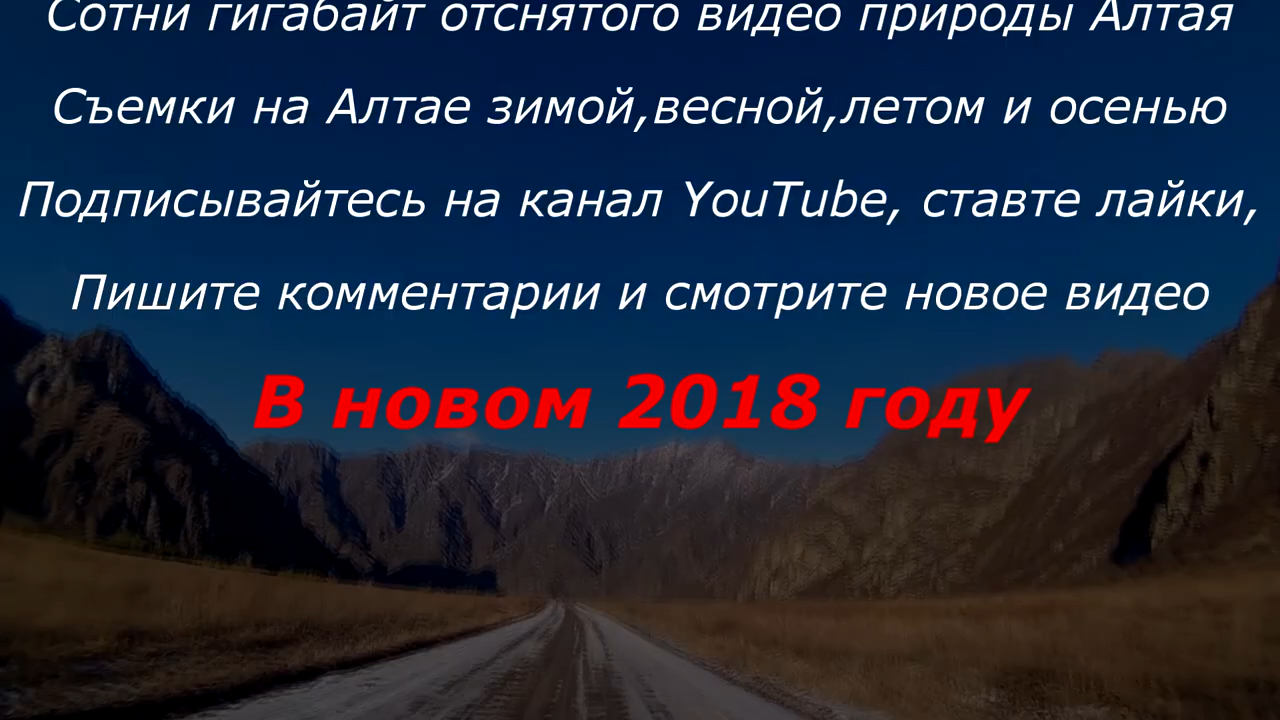 Сотни гигабайт отснятого видео природы Алтая
Съемки на Алтае зимой,весной,летом и осенью
Подписывайтесь на канал YouTube, ставте лайки,
Пишите комментарии и смотрите новое видео
В новом 2018 году